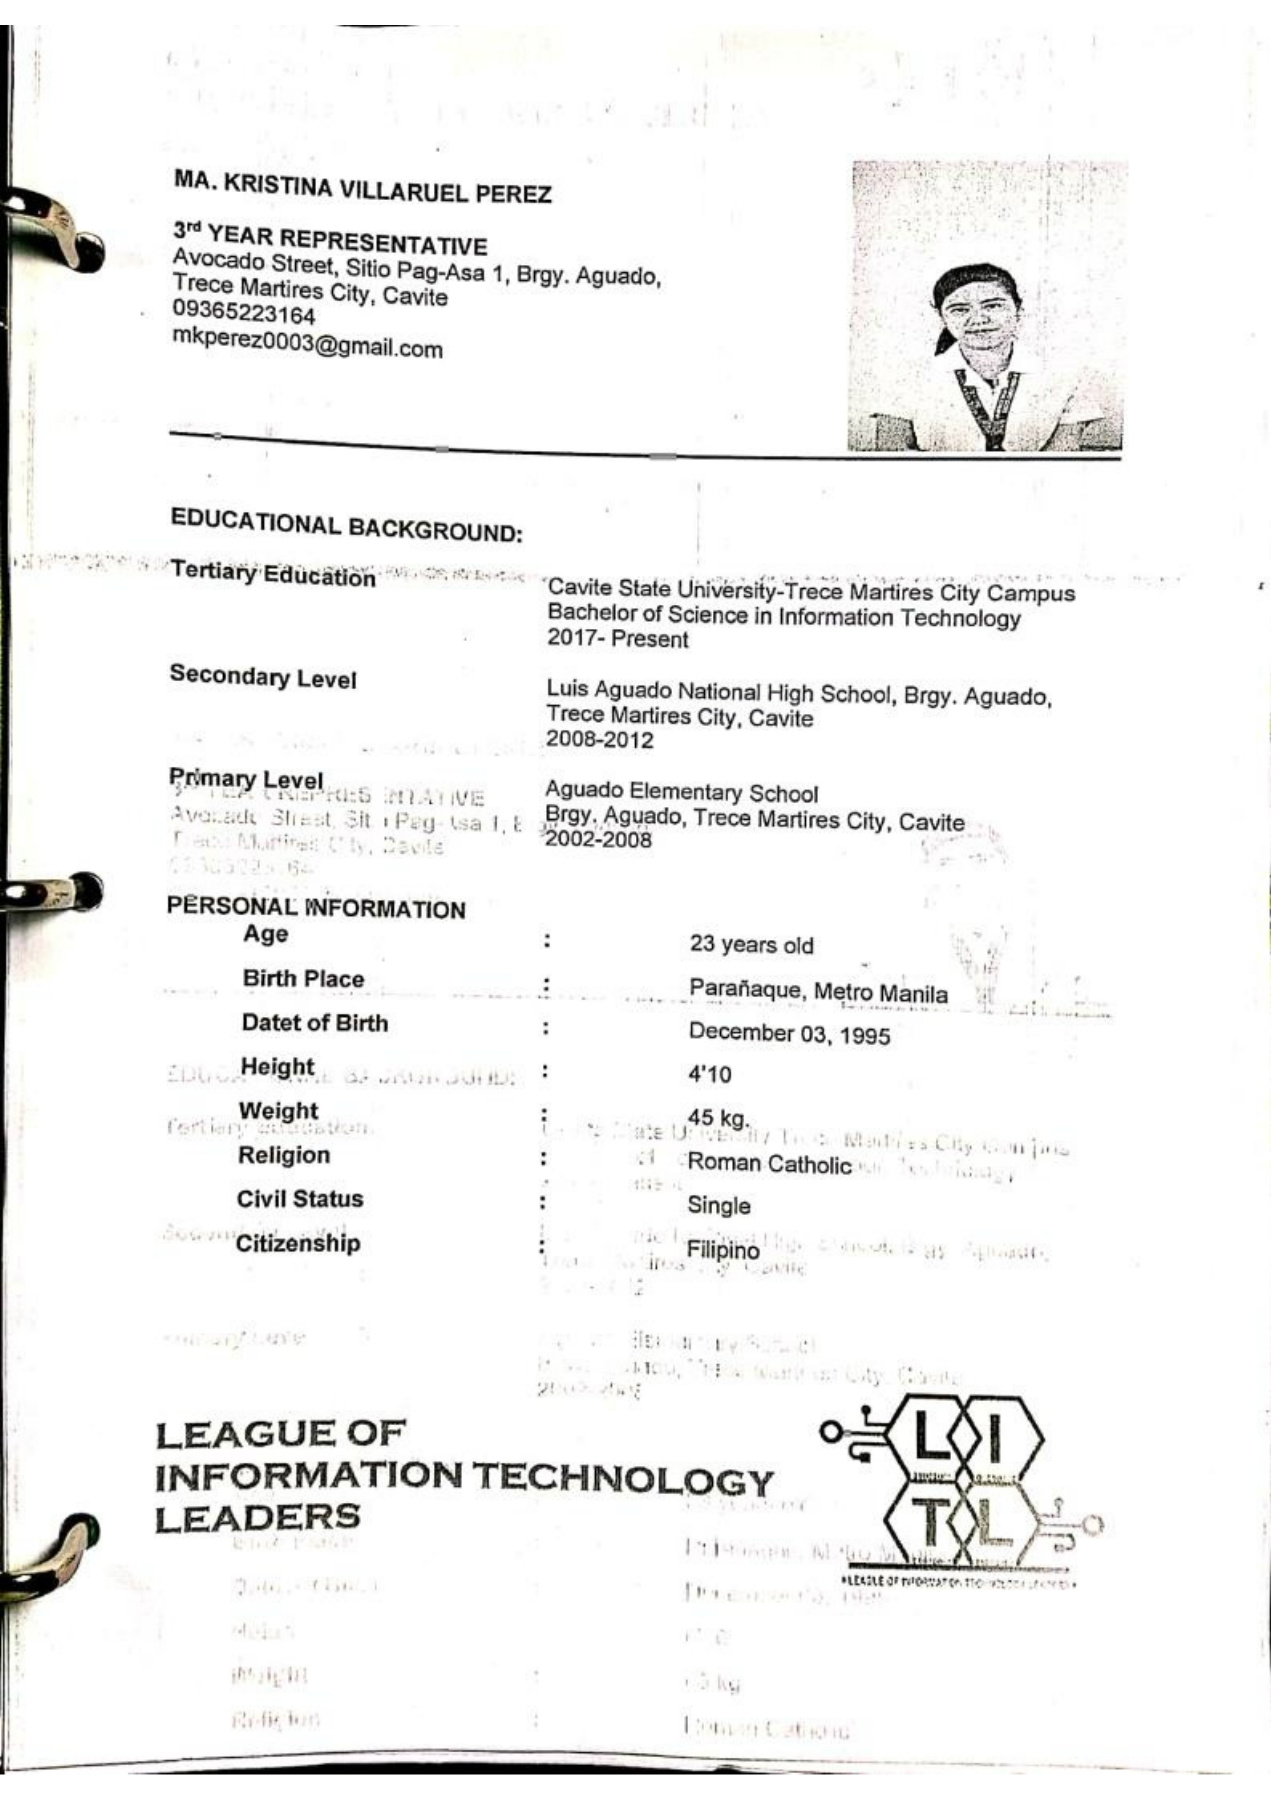 MA. KRISTINA VILLARUEL PEREZ
3rd YEAR REPRESENTATIVE
Avocado Street, Sitio Pag-Asa 1, Brgy. Aguado,
Trece Martires City, Cavite
09365223164
mkperez0003@gmail.com
EDUCATIONAL BACKGROUND:
Tertiary Education
Cavite State University-Trece Martires City Campus
Bachelor of Science in Information Technology
2017- Present
Secondary Level
Luis Aguado National High School, Brgy. Aguado,
Trece Martires City, Cavite
2008-2012
Primary Level
Aguado Elementary School
Brgy. Aguado, Trece Martires City, Cavite
2002-2008
PERSONAL INFORMATION
Age : 23 years old
Birth Place : Parañaque, Metro Manila
Datet of Birth : December 03, 1995
Height : 4'10
Weight : 45 kg.
Religion : Roman Catholic
Civil Status : Single
Citizenship : Filipino
LEAGUE OF
INFORMATION TECHNOLOGY
LEADERS
L I
T L
LEAGUE OF INFORMATION TECHNOLOGY LEADERS